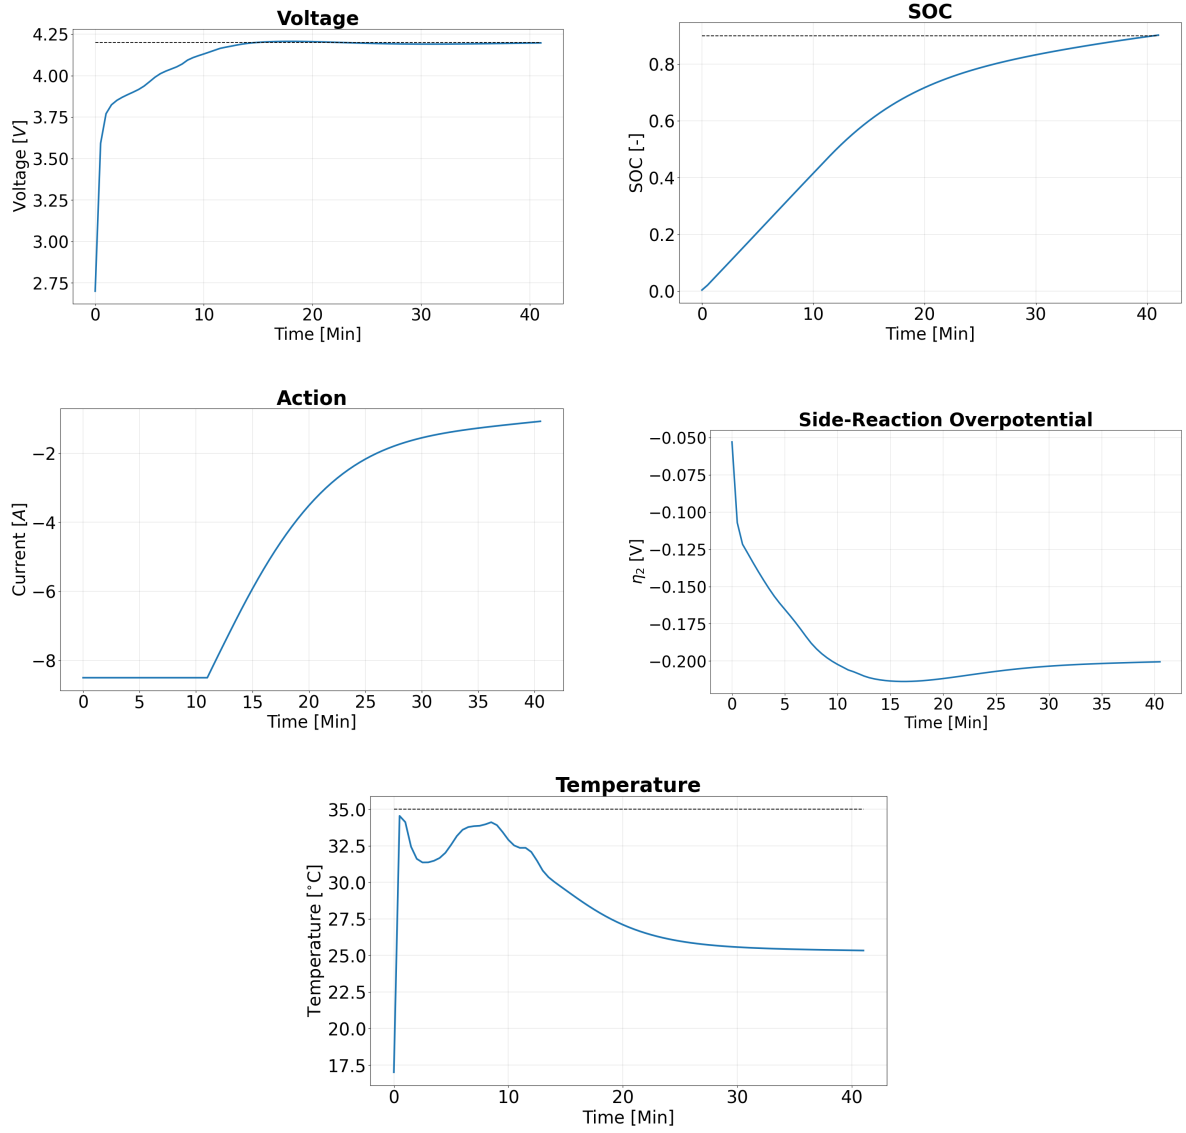 Voltage
4.25
4.00
3.75
3.50
3.25
3.00
2.75
Voltage [V]
0 10 20 30 40
Time [Min]
SOC
0.8
0.6
0.4
0.2
0.0
SOC [-]
0 10 20 30 40
Time [Min]
Action
−2
−4
−6
−8
Current [A]
0 5 10 15 20 25 30 35 40
Time [Min]
Side-Reaction Overpotential
−0.050
−0.075
−0.100
−0.125
−0.150
−0.175
−0.200
η₂ [V]
0 5 10 15 20 25 30 35 40
Time [Min]
Temperature
35.0
32.5
30.0
27.5
25.0
22.5
20.0
17.5
Temperature [°C]
0 10 20 30 40
Time [Min]